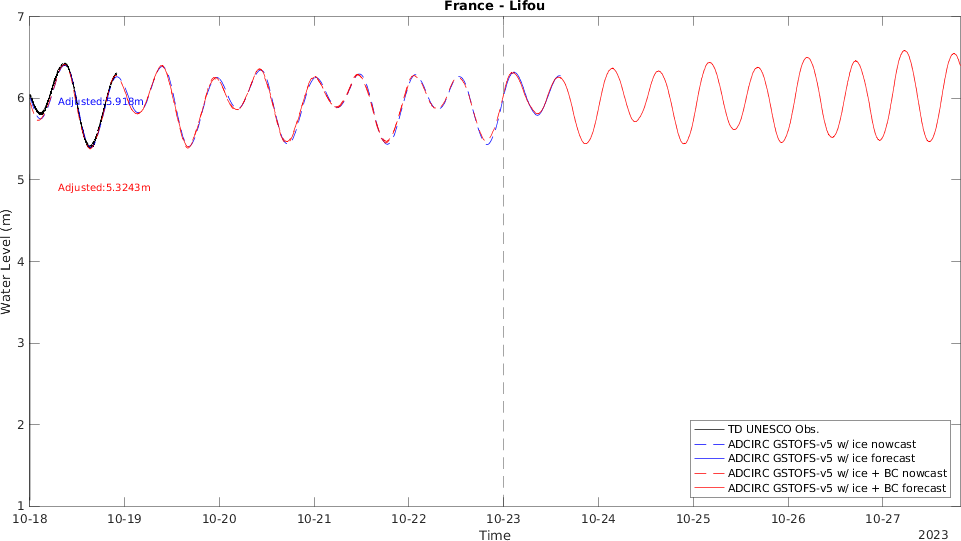 France - Lifou
7
6
5
4
3
2
1
Water Level (m)
Adjusted:5.918m
Adjusted:5.3243m
TD UNESCO Obs.
ADCIRC GSTOFS-v5 w/ ice nowcast
ADCIRC GSTOFS-v5 w/ ice forecast
ADCIRC GSTOFS-v5 w/ ice + BC nowcast
ADCIRC GSTOFS-v5 w/ ice + BC forecast
10-18 10-19 10-20 10-21 10-22 10-23 10-24 10-25 10-26 10-27
Time
2023